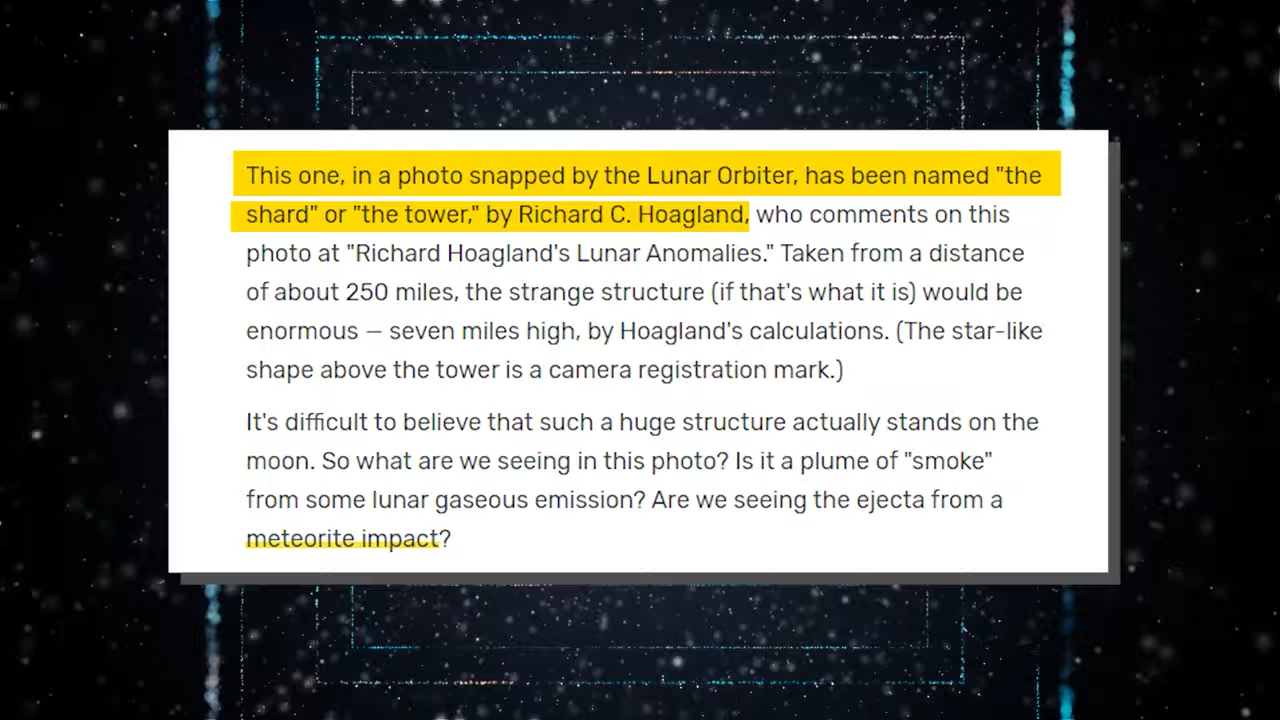 This one, in a photo snapped by the Lunar Orbiter, has been named "the
shard" or "the tower," by Richard C. Hoagland, who comments on this
photo at "Richard Hoagland's Lunar Anomalies." Taken from a distance
of about 250 miles, the strange structure (if that's what it is) would be
enormous — seven miles high, by Hoagland's calculations. (The star-like
shape above the tower is a camera registration mark.)
It's difficult to believe that such a huge structure actually stands on the
moon. So what are we seeing in this photo? Is it a plume of "smoke"
from some lunar gaseous emission? Are we seeing the ejecta from a
meteorite impact?